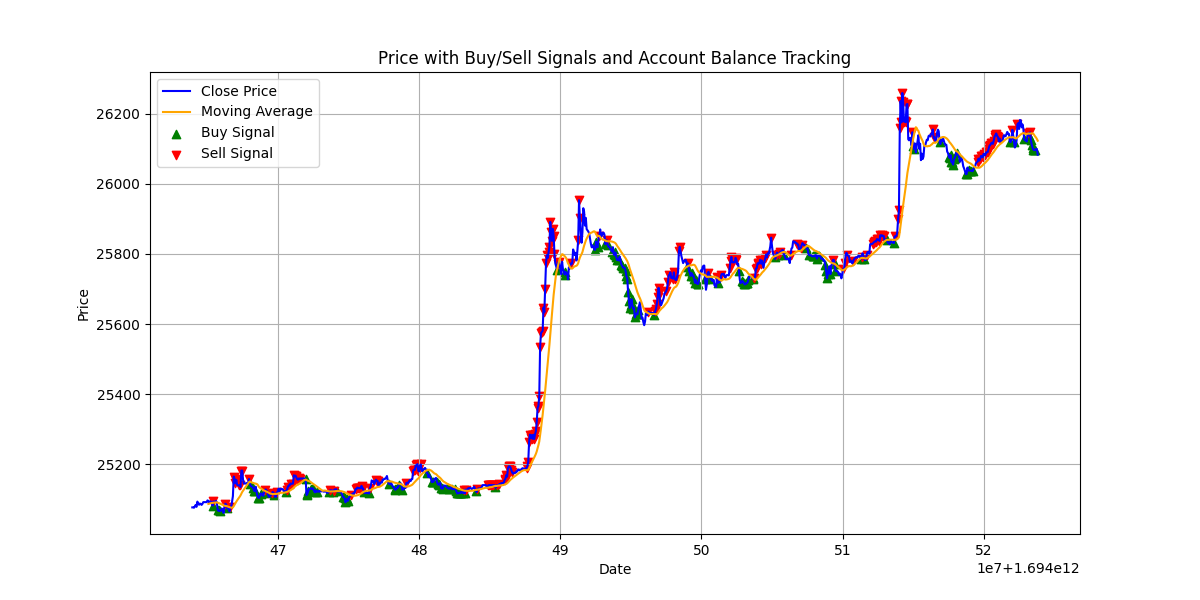 Price with Buy/Sell Signals and Account Balance Tracking
Close Price
Moving Average
Buy Signal
Sell Signal
Price
26200
26000
25800
25600
25400
25200
47 48 49 50 51 52
Date
1e7+1.694e12